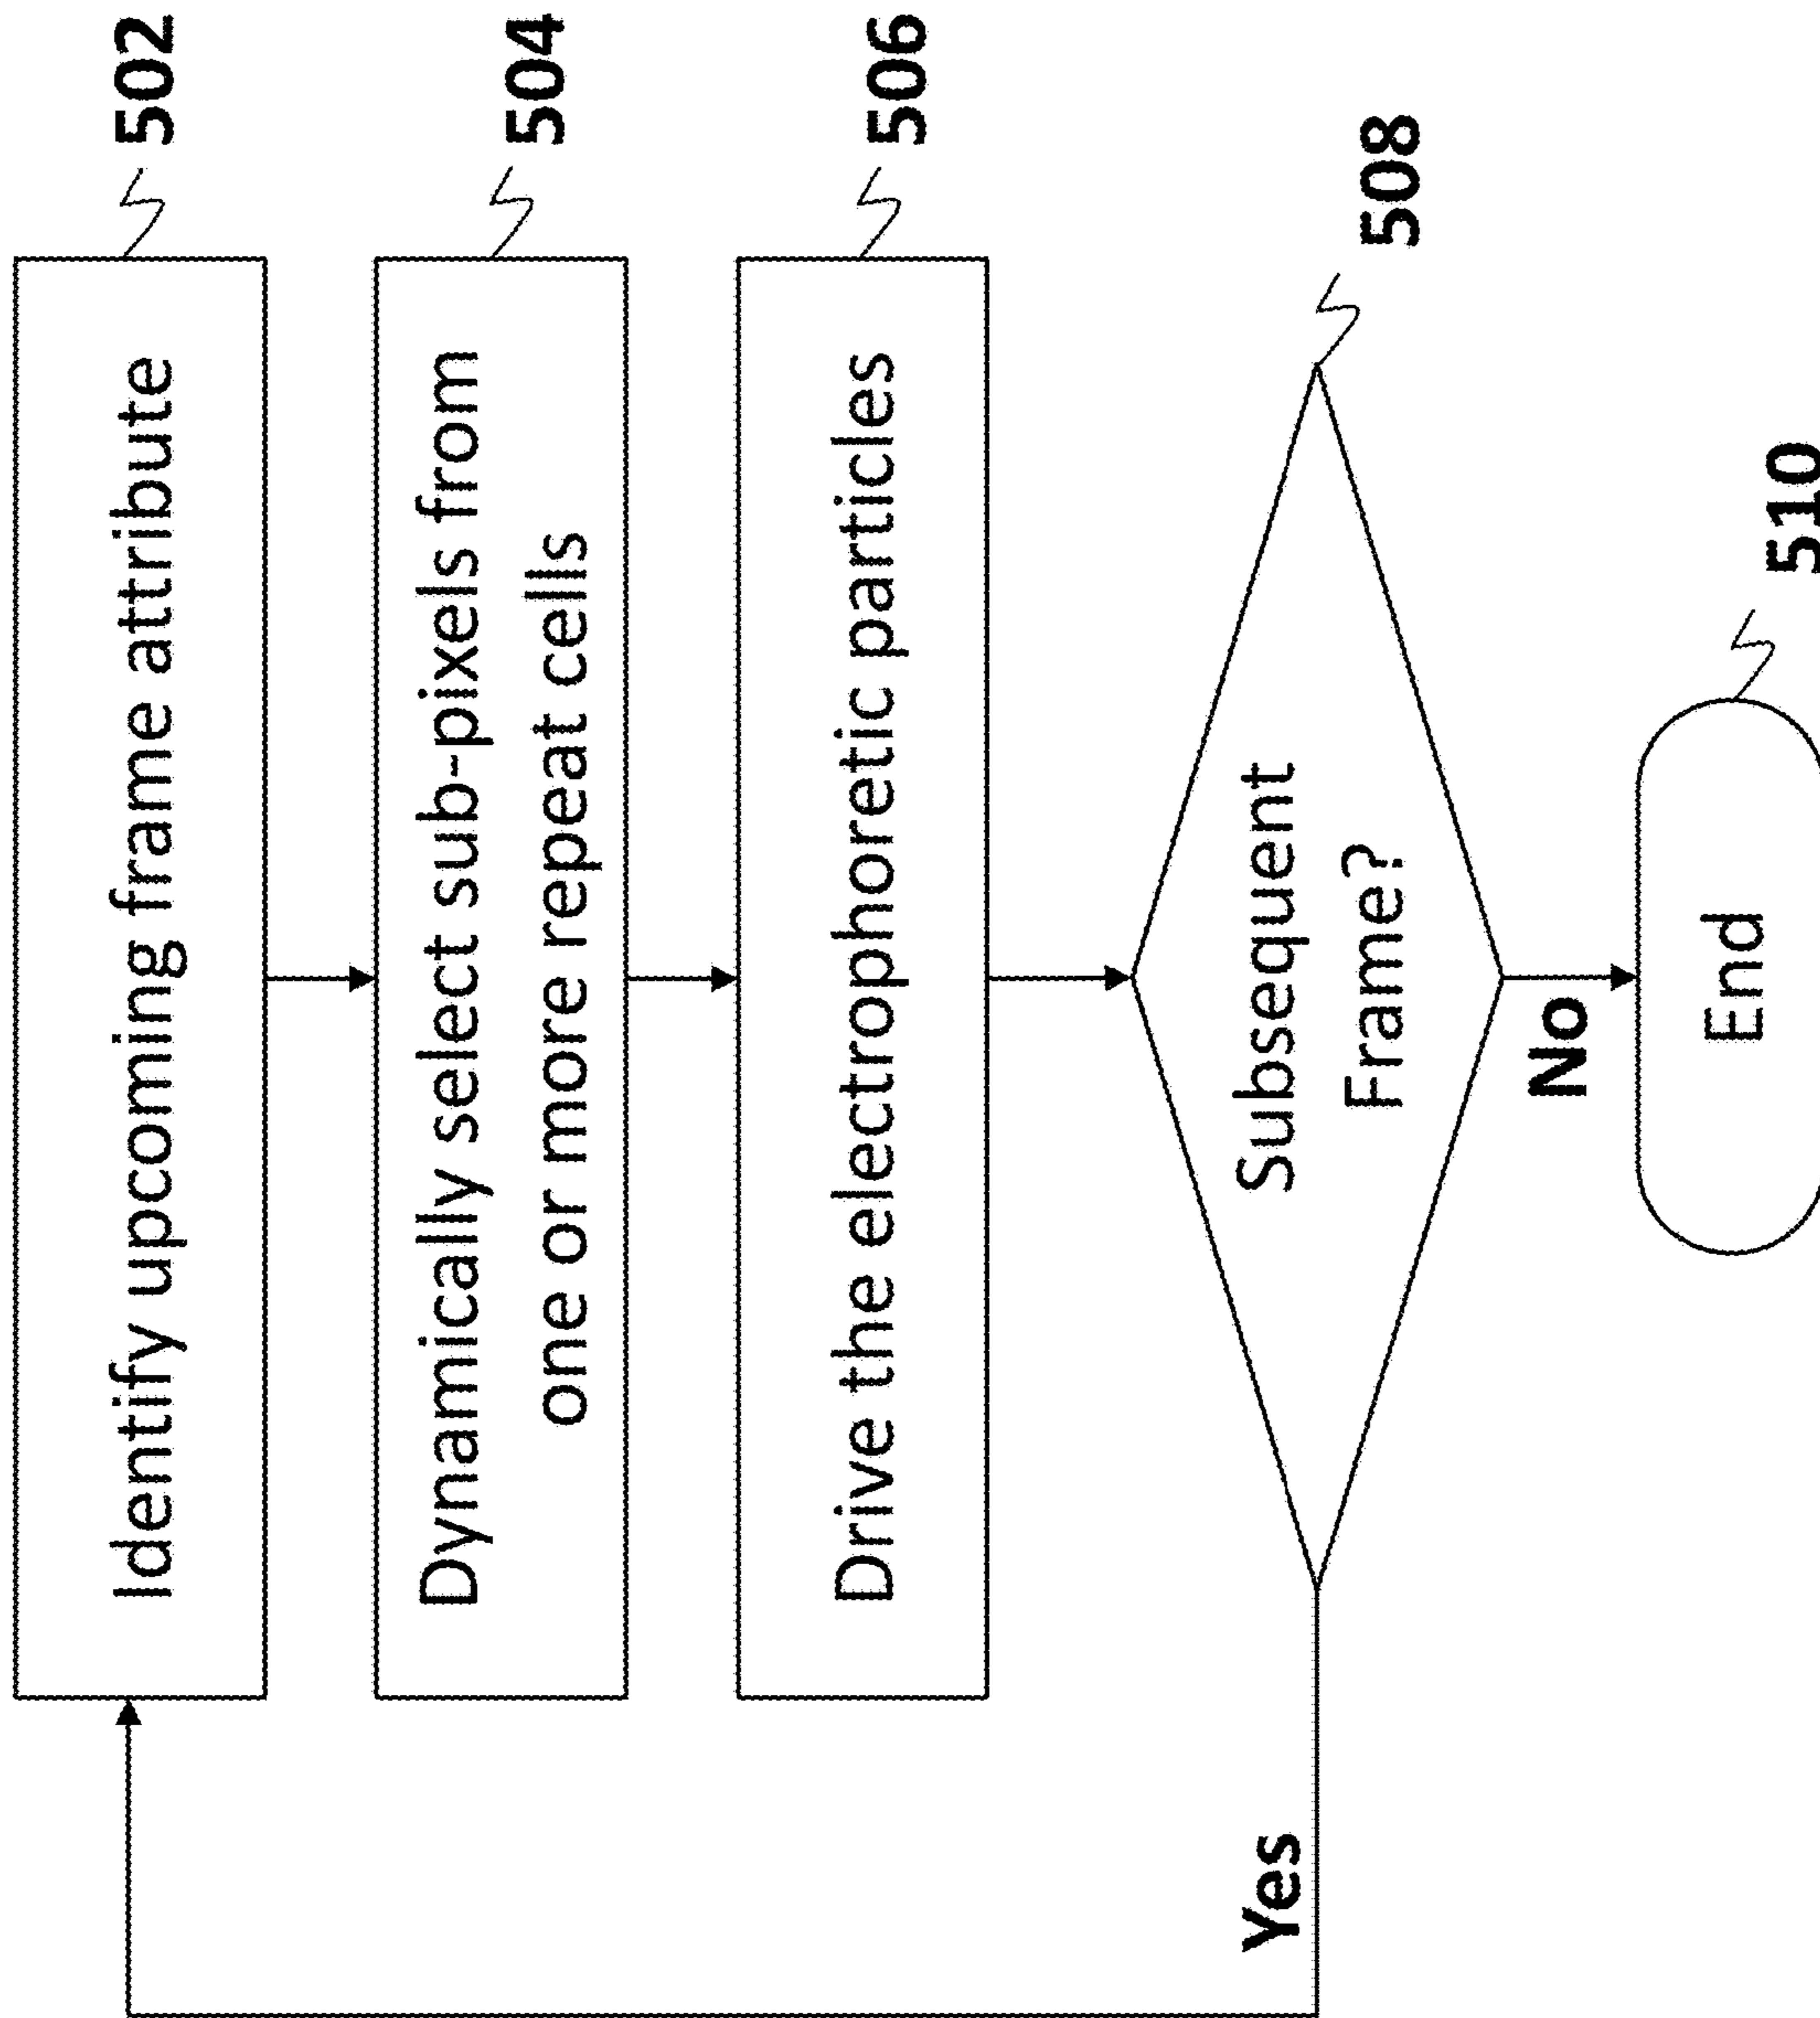 Identify upcoming frame attribute
502
Dynamically select sub-pixels from
one or more repeat cells
504
Drive the electrophoretic particles
506
Subsequent
Frame?
508
Yes
No
End
510